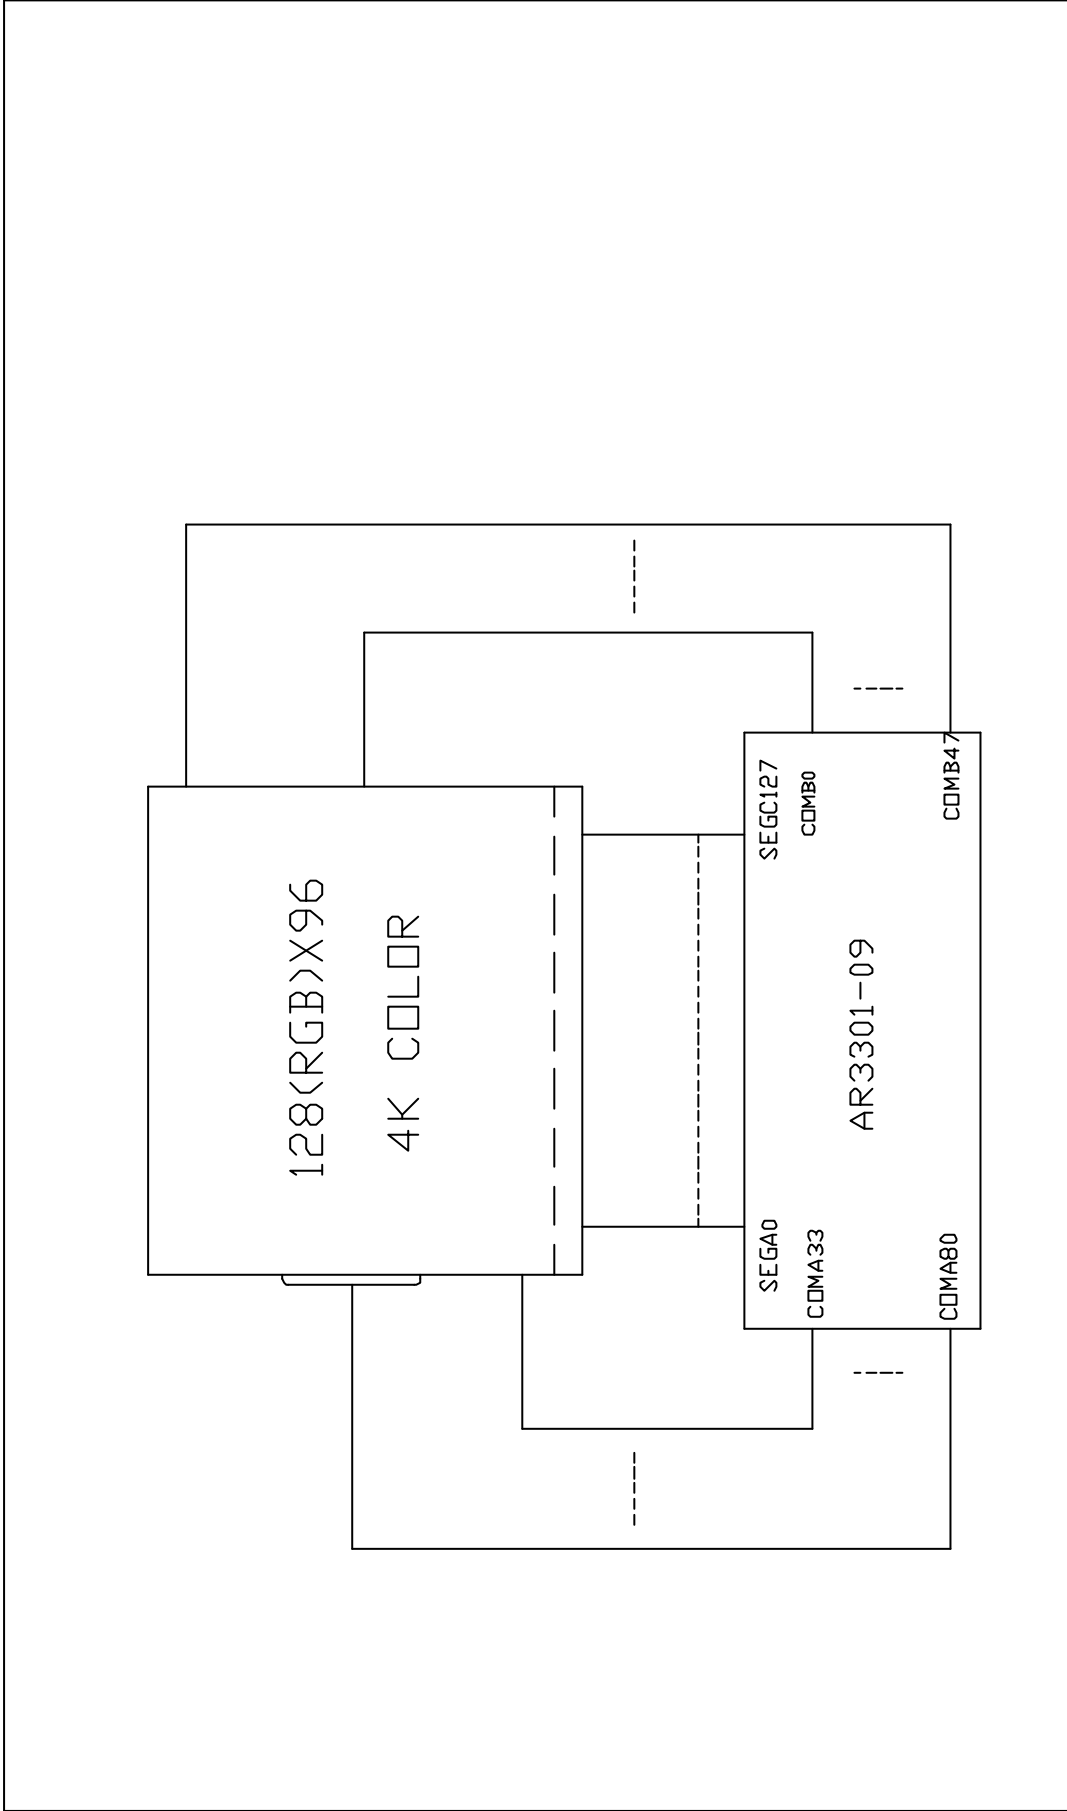 128(RGB)X96
4K COLOR
SEGA0
SEGC127
COMA33
COMB0
AR3301-09
COMA80
COMB47